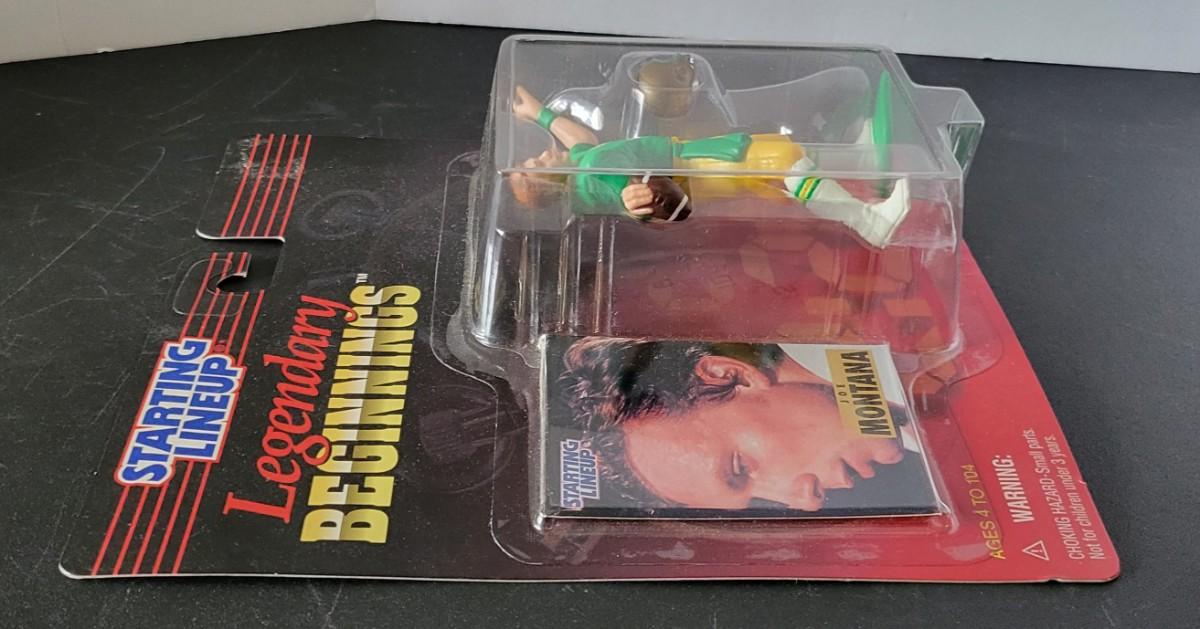 STARTING
LINEUP
Legendary
BEGINNINGS™
STARTING
LINEUP
JOE
MONTANA
AGES 4 TO 104
WARNING:
CHOKING HAZARD-Small parts.
Not for children under 3 years.